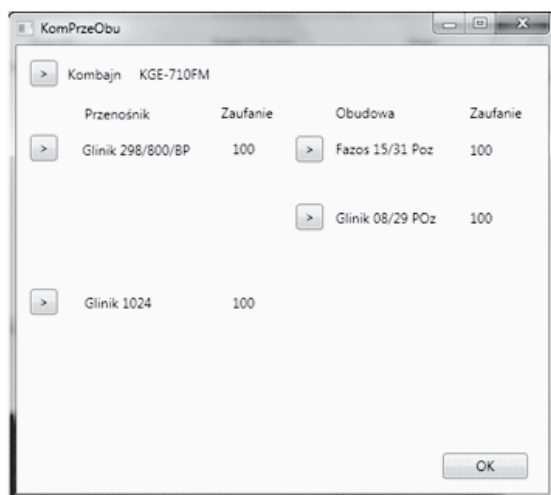 KomPrzeObu
> Kombajn KGE-710FM
Przenośnik Zaufanie Obudowa Zaufanie
> Glinik 298/800/BP 100 > Fazos 15/31 Poz 100
> Glinik 08/29 POz 100
> Glinik 1024 100
OK